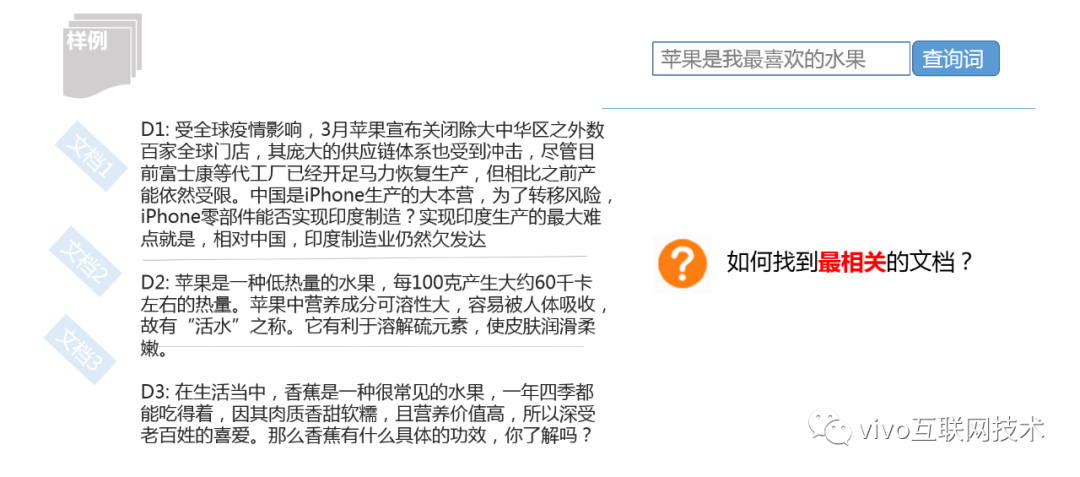 样例
苹果是我最喜欢的水果
查询词
文档1
D1: 受全球疫情影响，3月苹果宣布关闭除大中华区之外数
百家全球门店，其庞大的供应链体系也受到冲击，尽管目
前富士康等代工厂已经开足马力恢复生产，但相比之前产
能依然受限。中国是iPhone生产的大本营，为了转移风险，
iPhone零部件能否实现印度制造？实现印度生产的最大难
点就是，相对中国，印度制造业仍然欠发达
文档2
D2: 苹果是一种低热量的水果，每100克产生大约60千卡
左右的热量。苹果中营养成分可溶性大，容易被人体吸收，
故有“活水”之称。它有利于溶解硫元素，使皮肤润滑柔
嫩。
文档3
D3: 在生活当中，香蕉是一种很常见的水果，一年四季都
能吃得着，因其肉质香甜软糯，且营养价值高，所以深受
老百姓的喜爱。那么香蕉有什么具体的功效，你了解吗？
?
如何找到最相关的文档？
vivo互联网技术